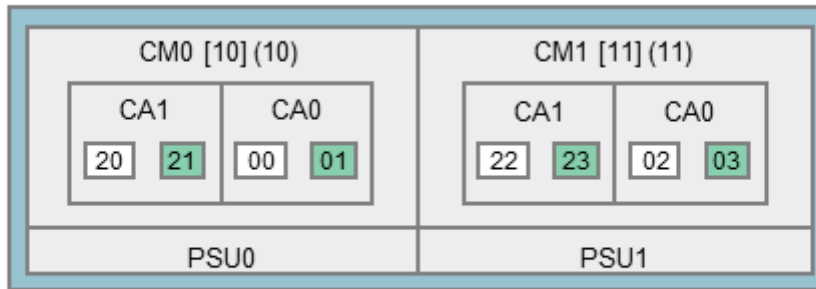 CM0 [10] (10)
CM1 [11] (11)
CA1 CA0
CA1 CA0
20 21 00 01
22 23 02 03
PSU0
PSU1